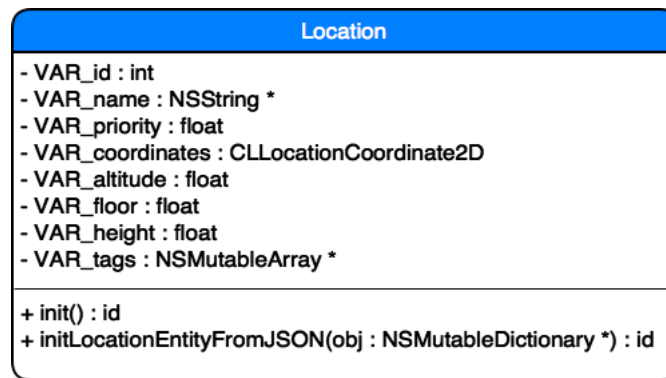 Location
- VAR_id : int
- VAR_name : NSString *
- VAR_priority : float
- VAR_coordinates : CLLocationCoordinate2D
- VAR_altitude : float
- VAR_floor : float
- VAR_height : float
- VAR_tags : NSMutableArray *
+ init() : id
+ initLocationEntityFromJSON(obj : NSMutableDictionary *) : id